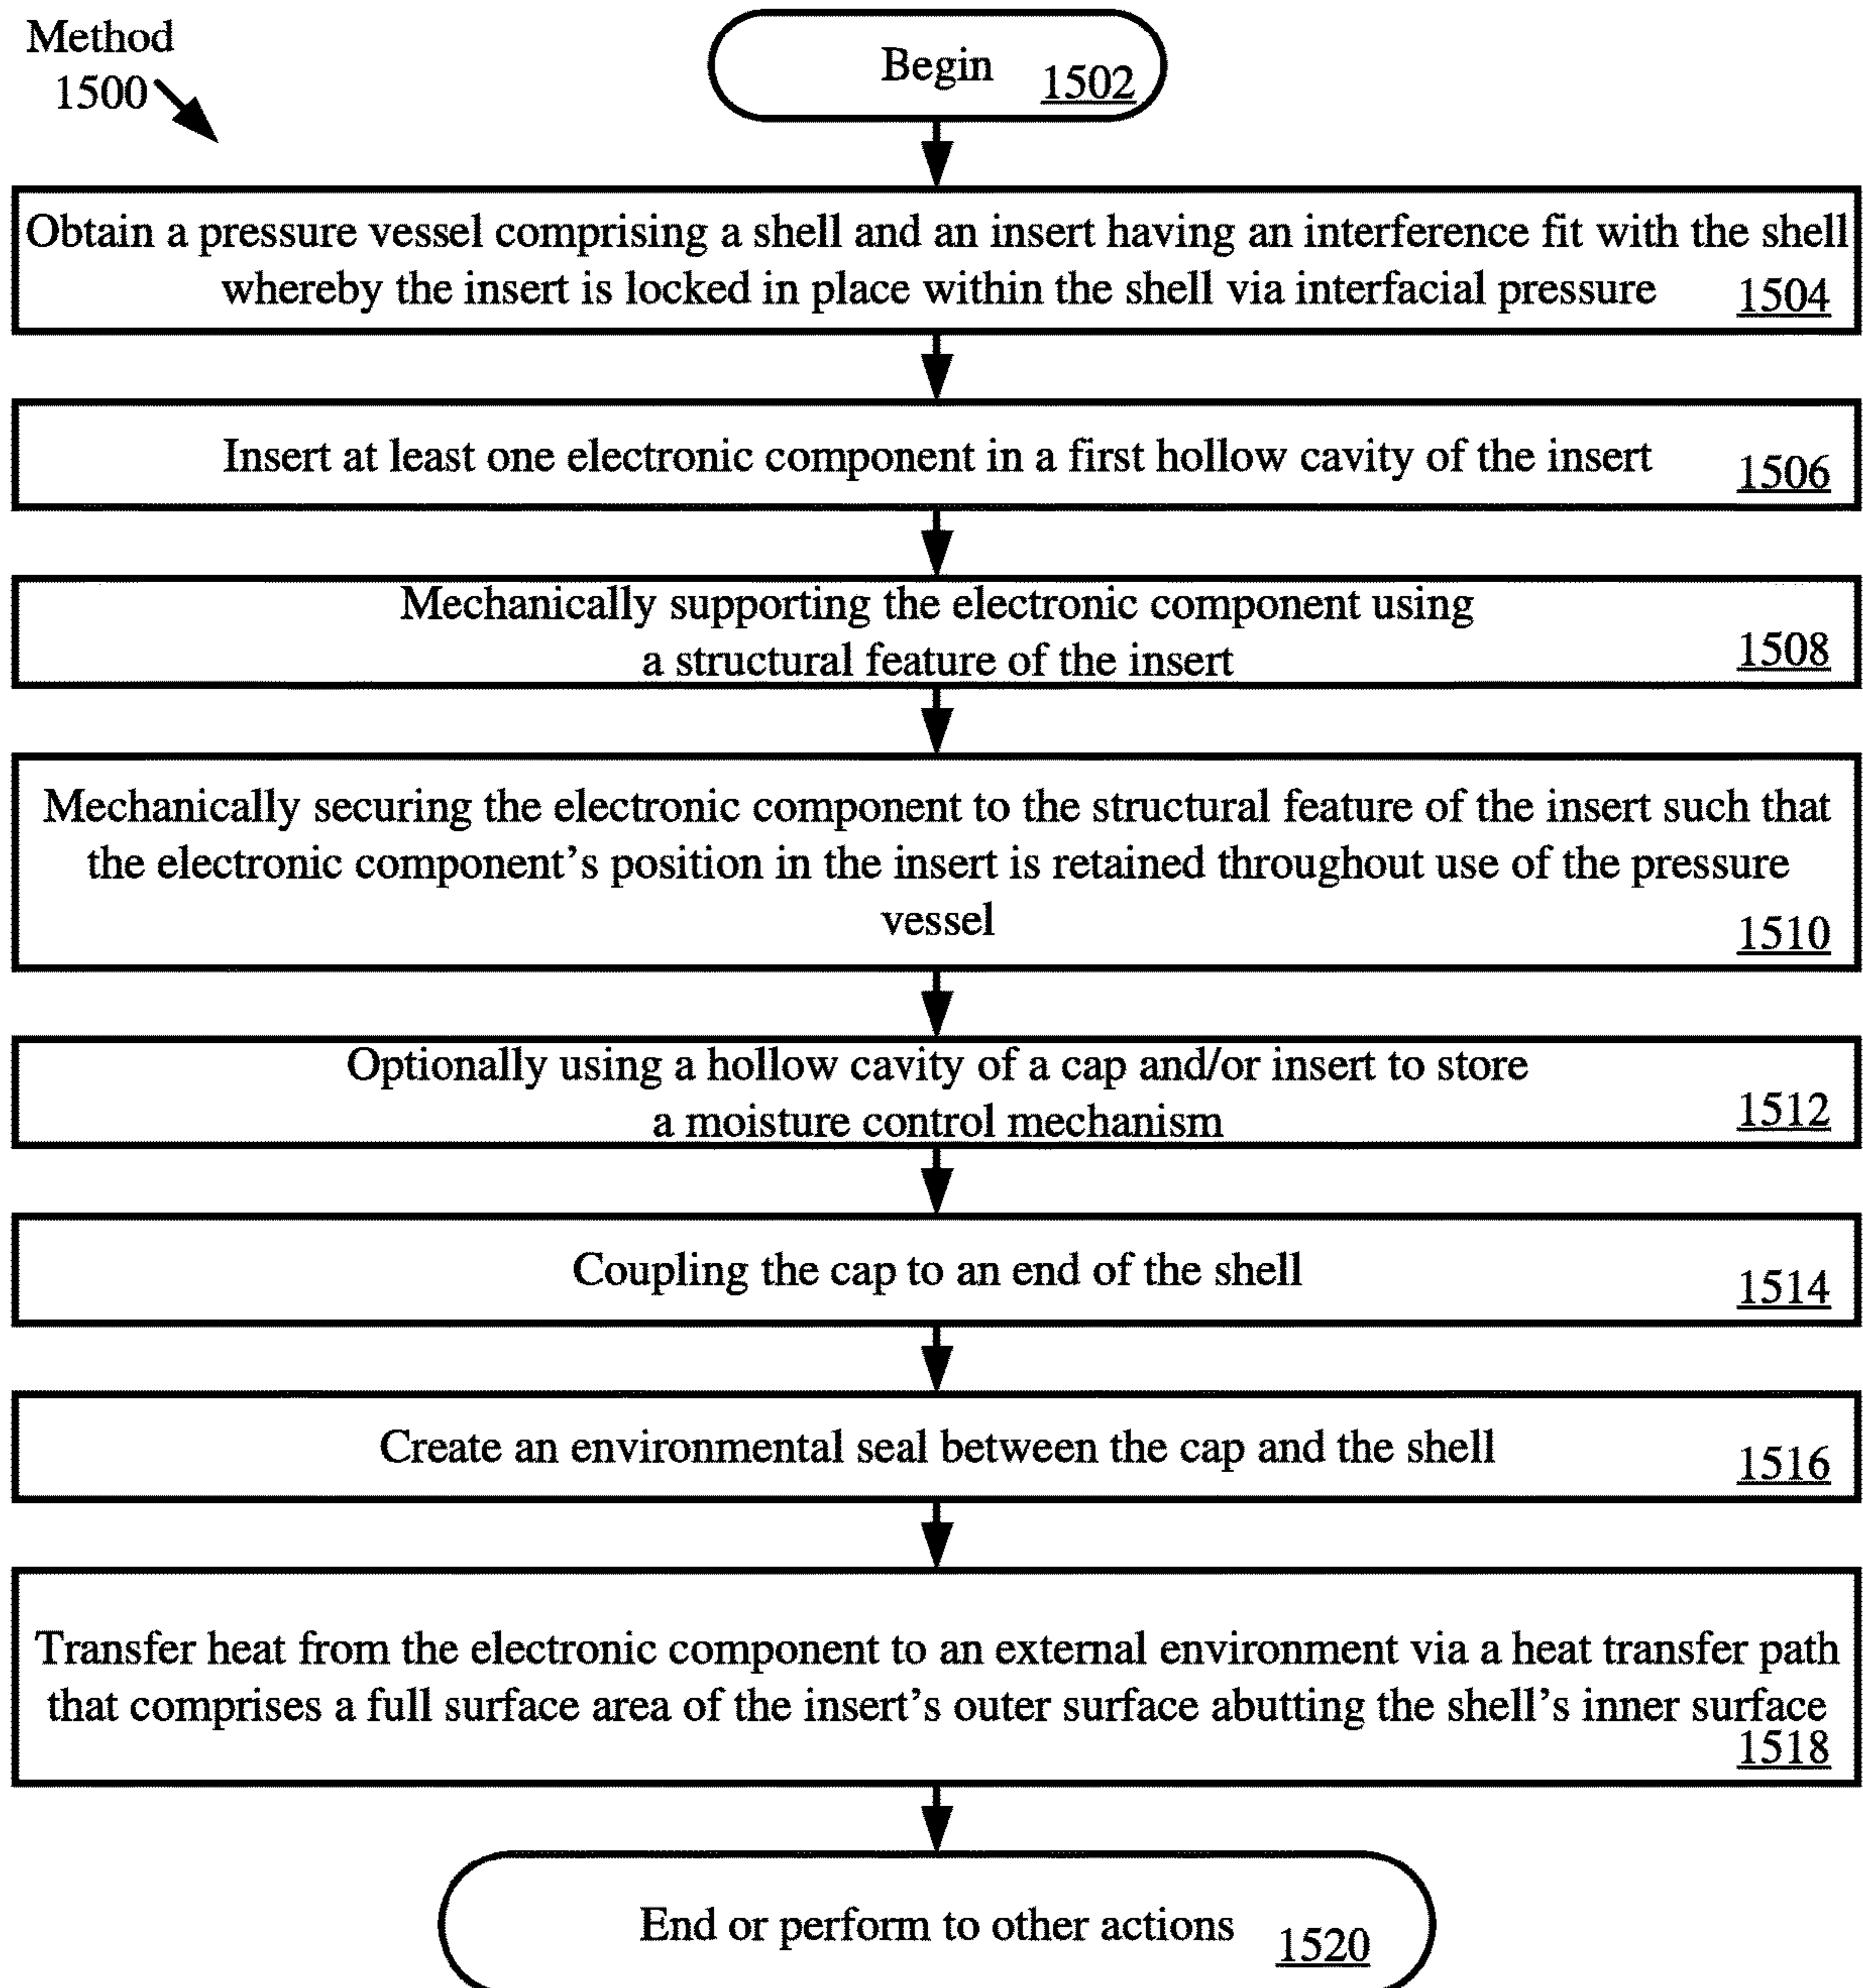 Method
1500
Begin 1502
Obtain a pressure vessel comprising a shell and an insert having an interference fit with the shell
whereby the insert is locked in place within the shell via interfacial pressure 1504
Insert at least one electronic component in a first hollow cavity of the insert 1506
Mechanically supporting the electronic component using
a structural feature of the insert 1508
Mechanically securing the electronic component to the structural feature of the insert such that
the electronic component’s position in the insert is retained throughout use of the pressure
vessel 1510
Optionally using a hollow cavity of a cap and/or insert to store
a moisture control mechanism 1512
Coupling the cap to an end of the shell 1514
Create an environmental seal between the cap and the shell 1516
Transfer heat from the electronic component to an external environment via a heat transfer path
that comprises a full surface area of the insert’s outer surface abutting the shell’s inner surface
1518
End or perform to other actions 1520